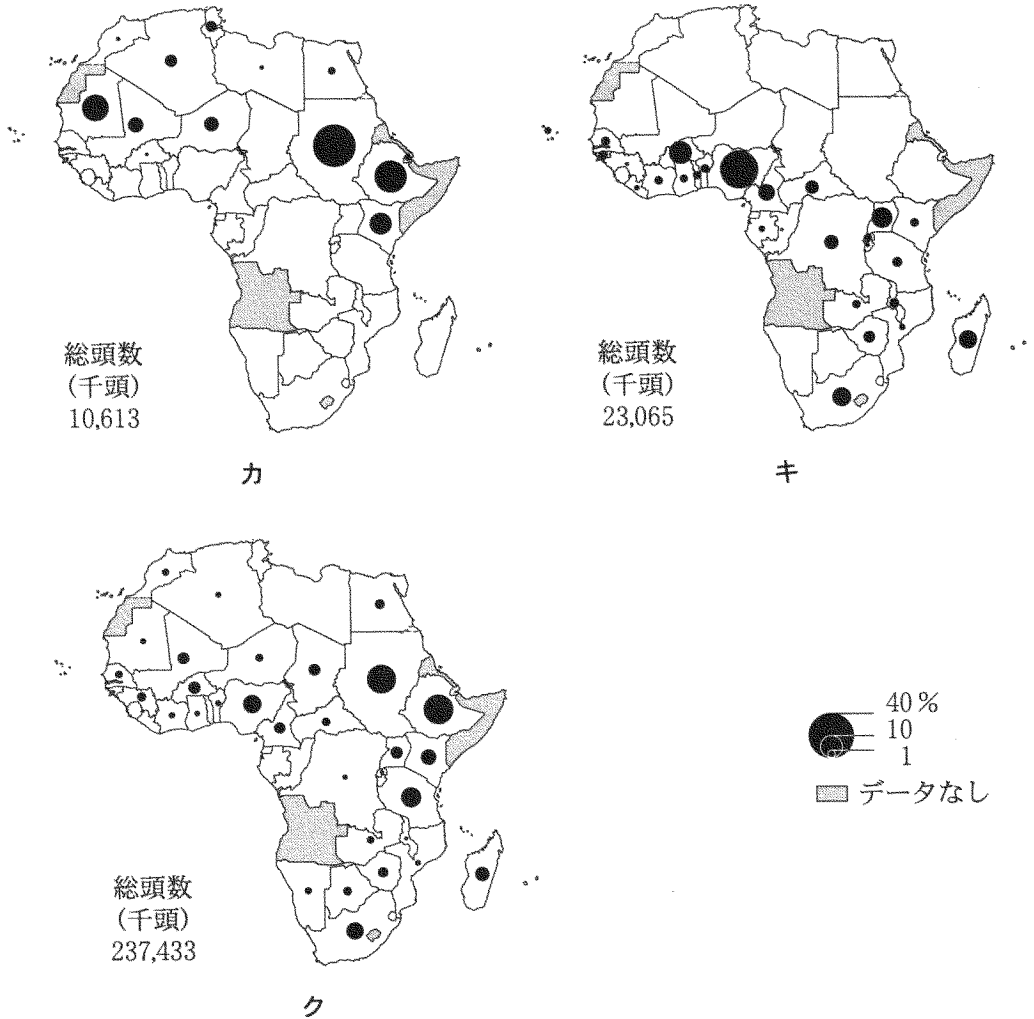 総頭数
(千頭)
10,613
カ
総頭数
(千頭)
23,065
キ
総頭数
(千頭)
237,433
ク
40%
10
1
データなし